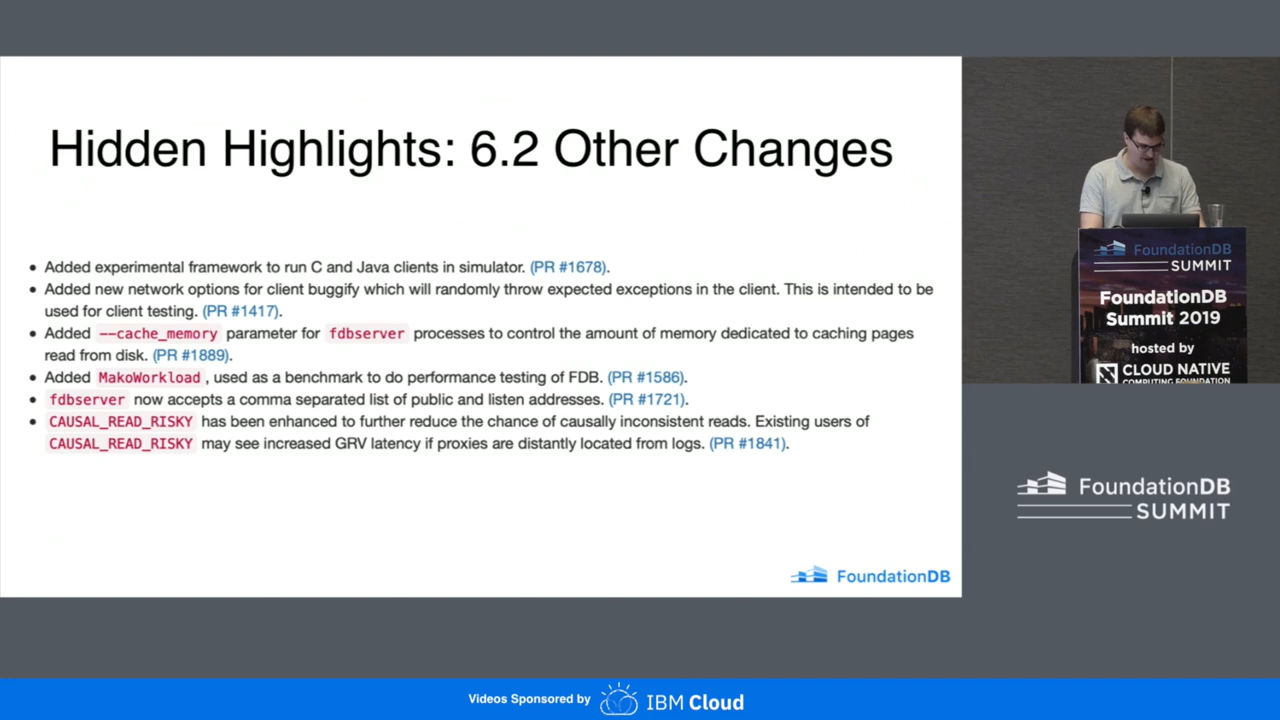 Hidden Highlights: 6.2 Other Changes
• Added experimental framework to run C and Java clients in simulator. (PR #1678).
• Added new network options for client buggify which will randomly throw expected exceptions in the client. This is intended to be
used for client testing. (PR #1417).
• Added --cache_memory parameter for fdbserver processes to control the amount of memory dedicated to caching pages
read from disk. (PR #1889).
• Added MakoWorkload, used as a benchmark to do performance testing of FDB. (PR #1586).
• fdbserver now accepts a comma separated list of public and listen addresses. (PR #1721).
• CAUSAL_READ_RISKY has been enhanced to further reduce the chance of causally inconsistent reads. Existing users of
CAUSAL_READ_RISKY may see increased GRV latency if proxies are distantly located from logs. (PR #1841).
FoundationDB
FoundationDB
SUMMIT
FoundationDB
Summit 2019
hosted by
CLOUD NATIVE
COMPUTING FOUNDATION
FoundationDB
SUMMIT
Videos Sponsored by IBM Cloud